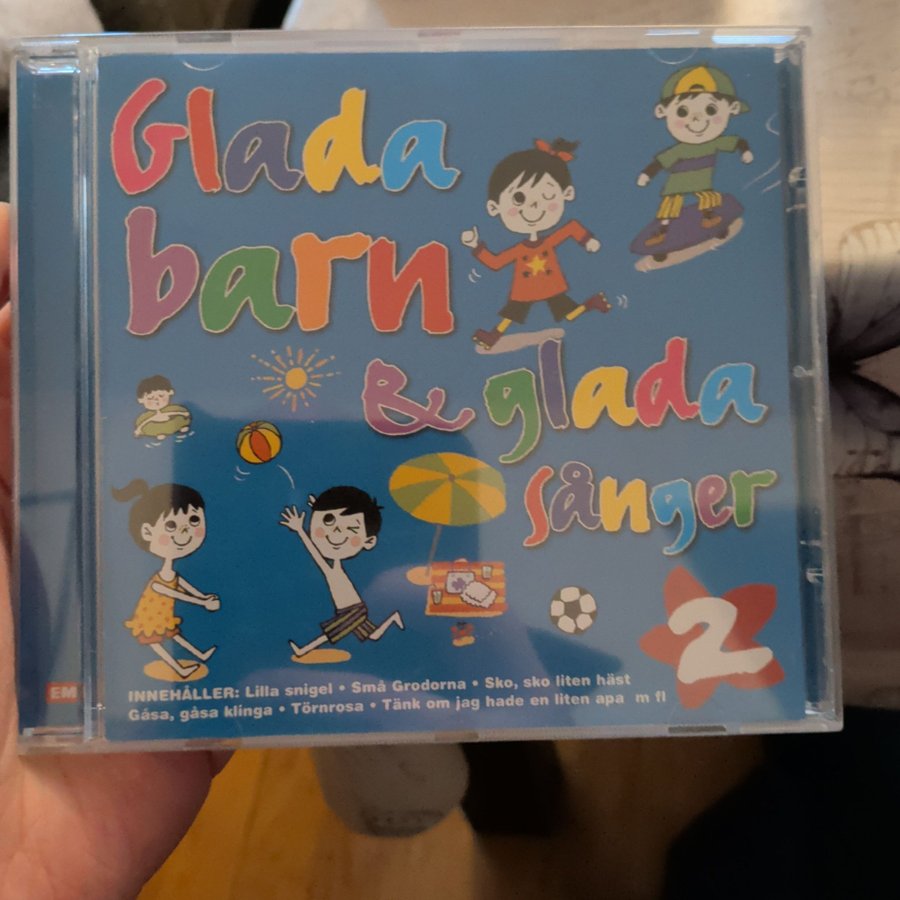 Glada
barn
& glada
sånger
2
INNEHÅLLER: Lilla snigel • Små Grodorna • Sko, sko liten häst
Gåsa, gåsa klinga • Törnrosa • Tänk om jag hade en liten apa m fl
EM